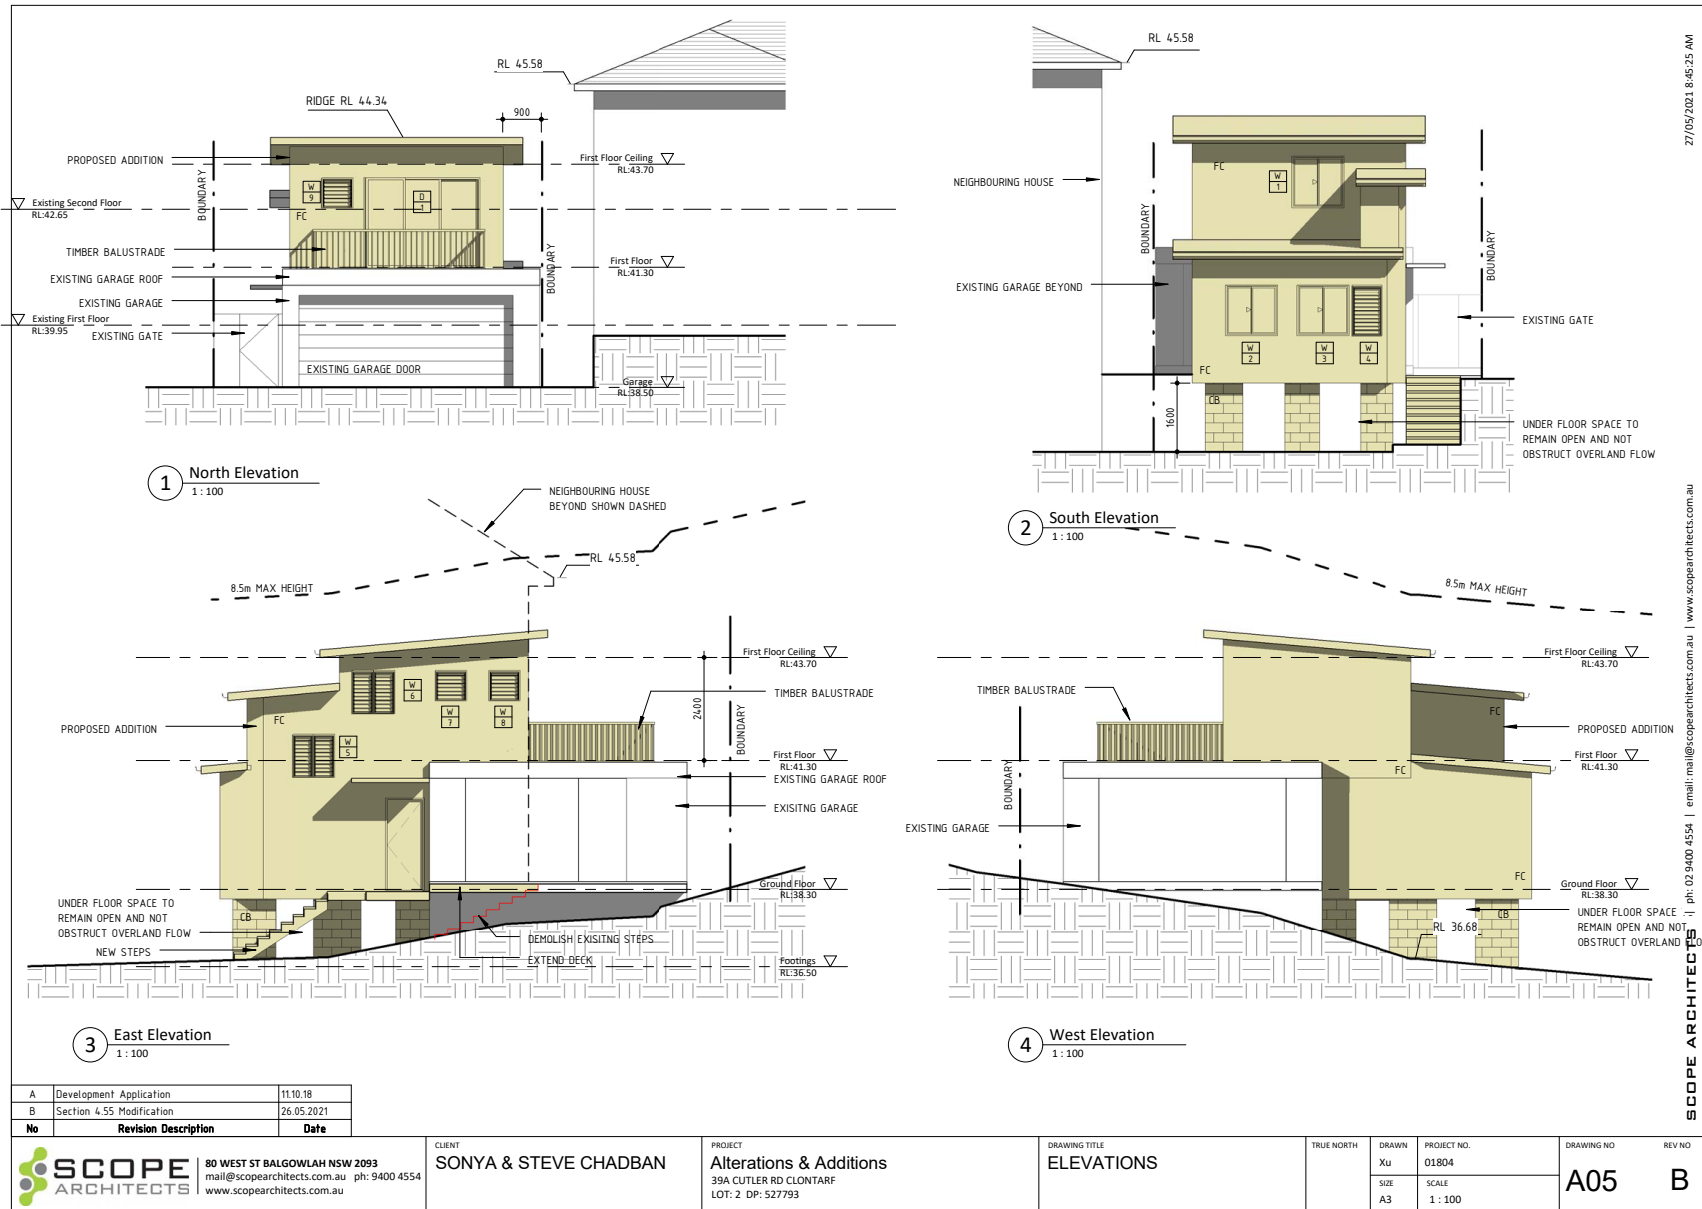 RL 45.58
RIDGE RL 44.34
900
PROPOSED ADDITION
First Floor Ceiling
RL:43.70
BOUNDARY
W
9
D
1
Existing Second Floor
RL:42.65
FC
TIMBER BALUSTRADE
BOUNDARY
First Floor
RL:41.30
EXISTING GARAGE ROOF
EXISTING GARAGE
Existing First Floor
RL:39.95
EXISTING GATE
EXISTING GARAGE DOOR
Garage
RL:38.50
1
North Elevation
1 : 100
RL 45.58
FC
W
1
NEIGHBOURING HOUSE
BOUNDARY
BOUNDARY
EXISTING GARAGE BEYOND
EXISTING GATE
W
2
W
3
W
4
FC
CB
1600
UNDER FLOOR SPACE TO
REMAIN OPEN AND NOT
OBSTRUCT OVERLAND FLOW
2
South Elevation
1 : 100
NEIGHBOURING HOUSE
BEYOND SHOWN DASHED
RL 45.58
8.5m MAX HEIGHT
First Floor Ceiling
RL:43.70
W
6
W
7
W
8
2400
TIMBER BALUSTRADE
FC
PROPOSED ADDITION
W
5
BOUNDARY
First Floor
RL:41.30
EXISTING GARAGE ROOF
EXISITNG GARAGE
Ground Floor
RL:38.30
UNDER FLOOR SPACE TO
REMAIN OPEN AND NOT
OBSTRUCT OVERLAND FLOW
CB
NEW STEPS
DEMOLISH EXISITING STEPS
EXTEND DECK
Footings
RL:36.50
3
East Elevation
1 : 100
8.5m MAX HEIGHT
First Floor Ceiling
RL:43.70
TIMBER BALUSTRADE
FC
PROPOSED ADDITION
First Floor
RL:41.30
FC
BOUNDARY
EXISTING GARAGE
FC
Ground Floor
RL:38.30
UNDER FLOOR SPACE
REMAIN OPEN AND NOT
OBSTRUCT OVERLAND FLO
CB
RL 36.68
4
West Elevation
1 : 100
27/05/2021 8:45:25 AM
SCOPE ARCHITECTS | ph: 02 9400 4554 | email: mail@scopearchitects.com.au | www.scopearchitects.com.au
A Development Application 11.10.18
B Section 4.55 Modification 26.05.2021
No Revision Description Date
SCOPE
ARCHITECTS
80 WEST ST BALGOWLAH NSW 2093
mail@scopearchitects.com.au ph: 9400 4554
www.scopearchitects.com.au
CLIENT
SONYA & STEVE CHADBAN
PROJECT
Alterations & Additions
39A CUTLER RD CLONTARF
LOT: 2 DP: 527793
DRAWING TITLE
ELEVATIONS
TRUE NORTH
DRAWN
Xu
PROJECT NO.
01804
SIZE
A3
SCALE
1 : 100
DRAWING NO
A05
REV NO
B